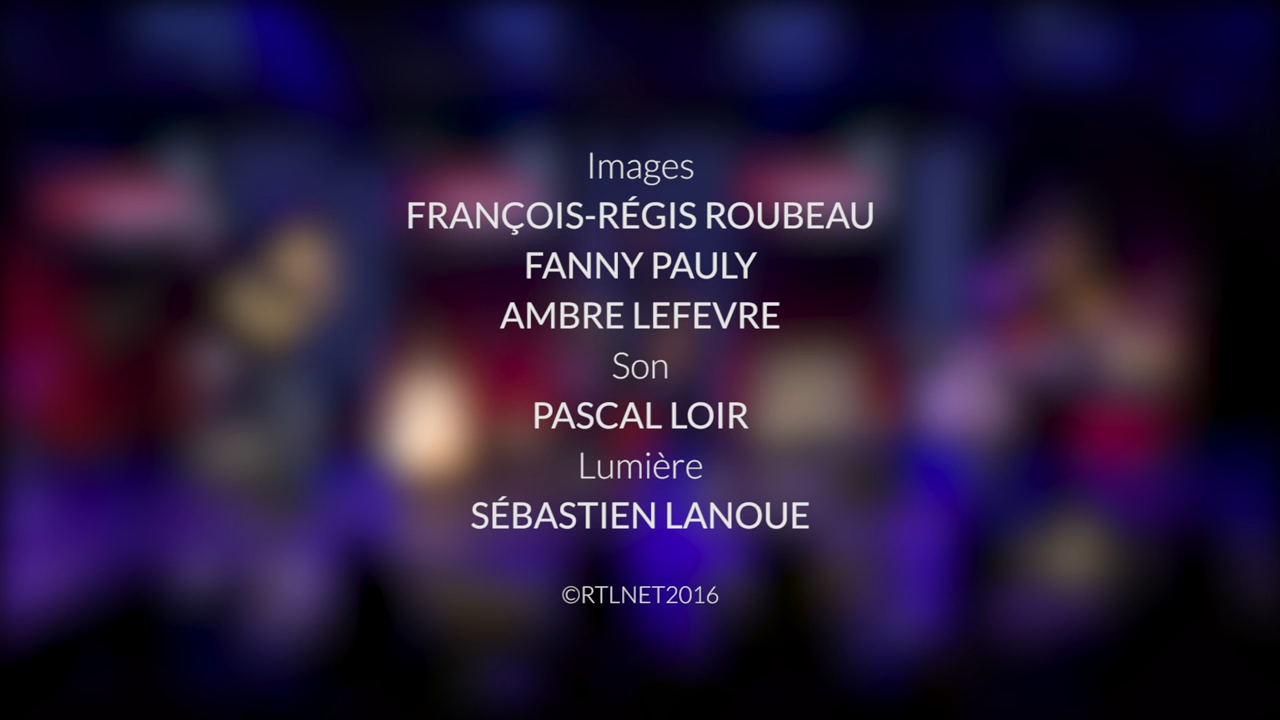 Images
FRANÇOIS-RÉGIS ROUBEAU
FANNY PAULY
AMBRE LEFEVRE
Son
PASCAL LOIR
Lumière
SÉBASTIEN LANOUE
©RTLNET2016